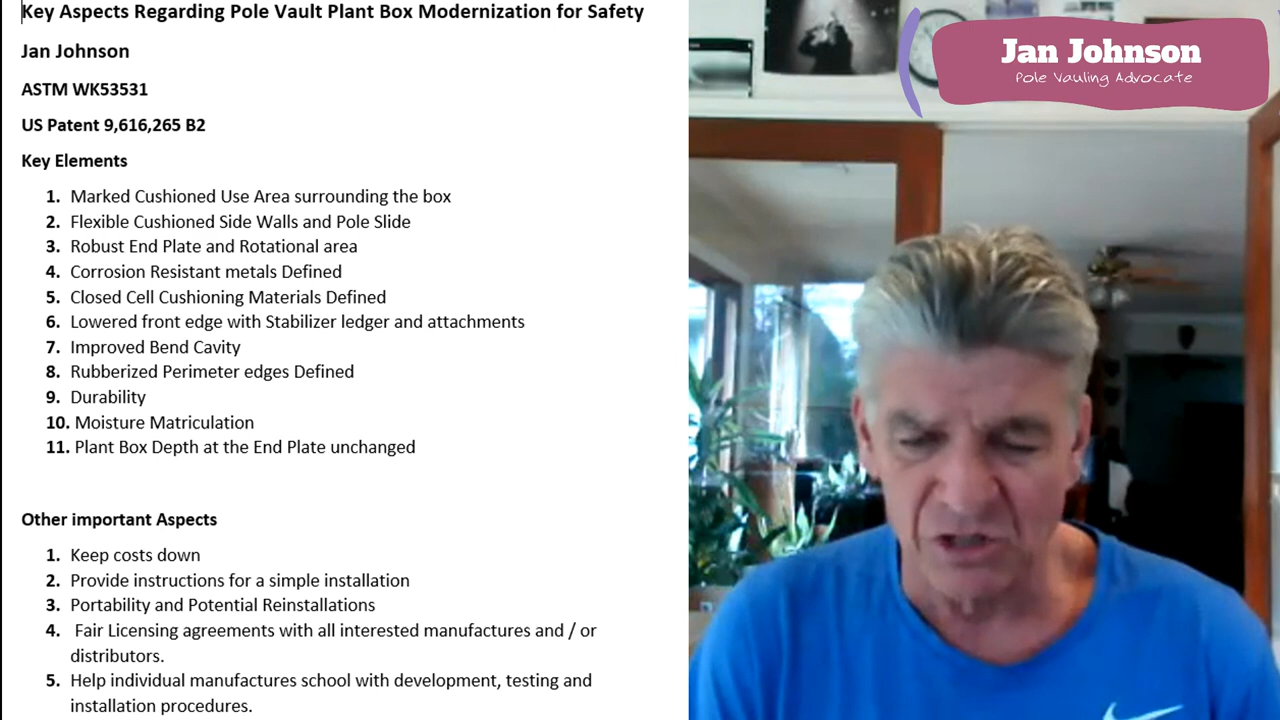 Key Aspects Regarding Pole Vault Plant Box Modernization for Safety
Jan Johnson
ASTM WK53531
US Patent 9,616,265 B2
Key Elements
1. Marked Cushioned Use Area surrounding the box
2. Flexible Cushioned Side Walls and Pole Slide
3. Robust End Plate and Rotational area
4. Corrosion Resistant metals Defined
5. Closed Cell Cushioning Materials Defined
6. Lowered front edge with Stabilizer ledger and attachments
7. Improved Bend Cavity
8. Rubberized Perimeter edges Defined
9. Durability
10. Moisture Matriculation
11. Plant Box Depth at the End Plate unchanged
Other important Aspects
1. Keep costs down
2. Provide instructions for a simple installation
3. Portability and Potential Reinstallations
4. Fair Licensing agreements with all interested manufactures and / or
distributors.
5. Help individual manufactures school with development, testing and
installation procedures.
Jan Johnson
Pole Vauling Advocate